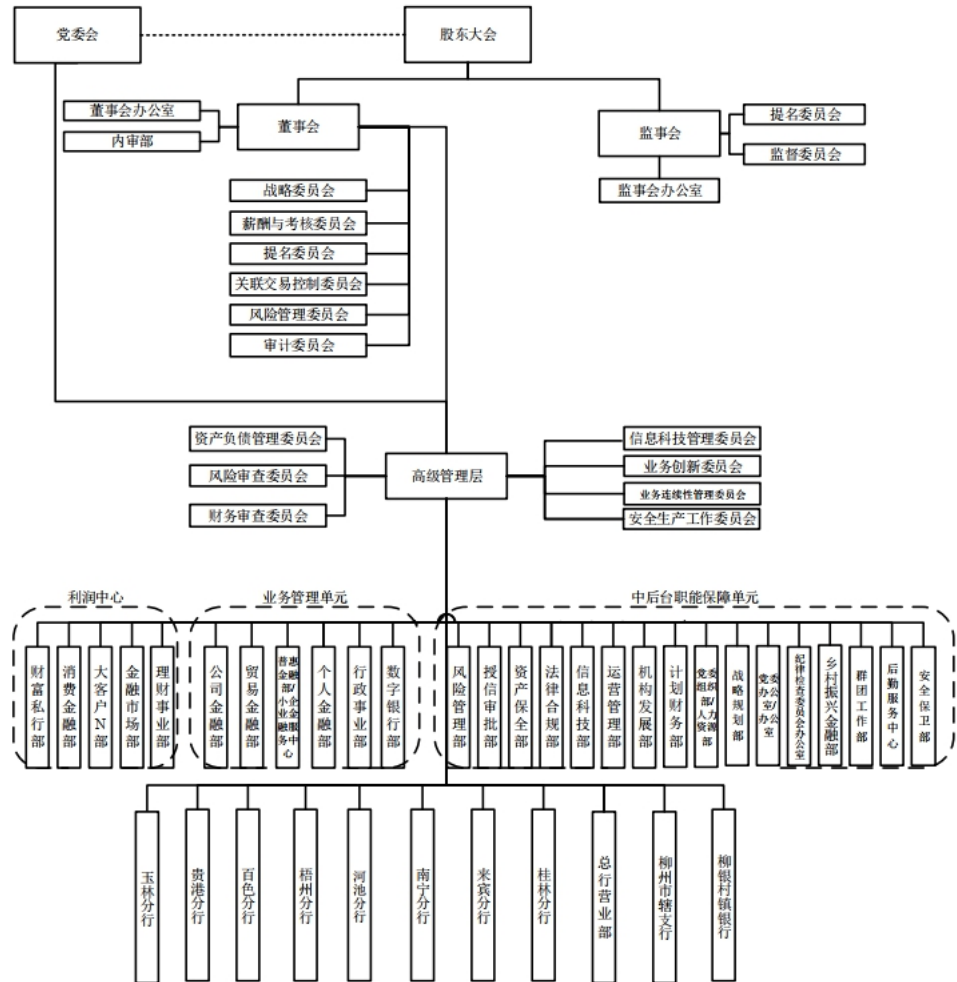 党委会
股东大会
董事会办公室
内审部
董事会
监事会
提名委员会
监督委员会
监事会办公室
战略委员会
薪酬与考核委员会
提名委员会
关联交易控制委员会
风险管理委员会
审计委员会
资产负债管理委员会
风险审查委员会
财务审查委员会
高级管理层
信息科技管理委员会
业务创新委员会
业务连续性管理委员会
安全生产工作委员会
利润中心
业务管理单元
中后台职能保障单元
财富私行部
消费金融部
大客户N部
金融市场部
理财事业部
公司金融部
贸易金融部
普惠金融部/小企业金融服务中心
个人金融部
行政事业部
数字银行部
风险管理部
授信审批部
资产保全部
法律合规部
信息科技部
运营管理部
机构发展部
计划财务部
党委组织部/人力资源部
战略规划部
党委办公室/办公室
纪律检查委员会办公室
乡村振兴金融部
群团工作部
后勤服务中心
安全保卫部
玉林分行
贵港分行
百色分行
梧州分行
河池分行
南宁分行
来宾分行
桂林分行
总行营业部
柳州市辖支行
柳银村镇银行